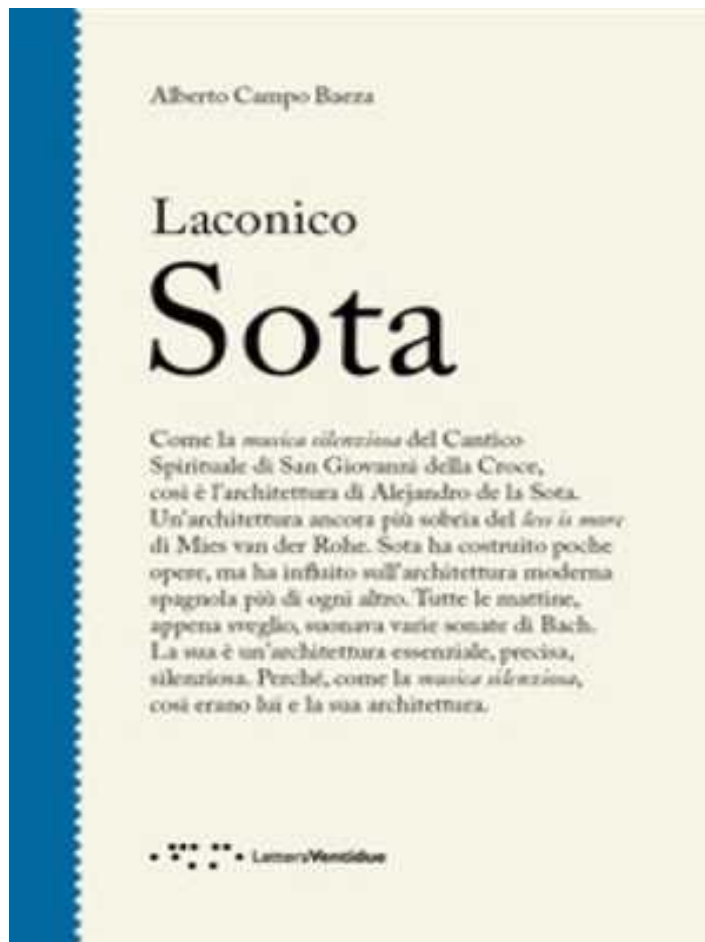 Alberto Campo Baeza
Laconico
Sota
Come la musica silenziosa del Cantico
Spirituale di San Giovanni della Croce,
così è l'architettura di Alejandro de la Sota.
Un'architettura ancora più sobria del less is more
di Mies van der Rohe. Sota ha costruito poche
opere, ma ha influito sull'architettura moderna
spagnola più di ogni altro. Tutte le mattine,
appena sveglio, suonava varie sonate di Bach.
La sua è un'architettura essenziale, precisa,
silenziosa. Perché, come la musica silenziosa,
così erano lui e la sua architettura.
LetteraVentidue